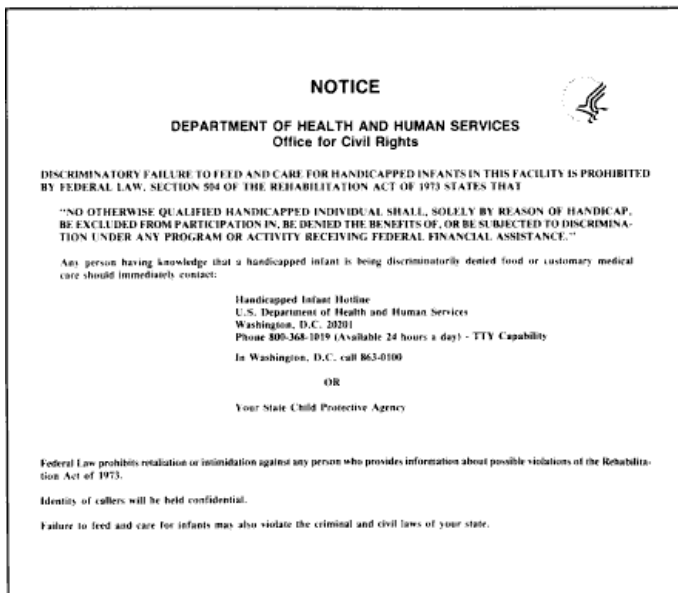 NOTICE
DEPARTMENT OF HEALTH AND HUMAN SERVICES
Office for Civil Rights
DISCRIMINATORY FAILURE TO FEED AND CARE FOR HANDICAPPED INFANTS IN THIS FACILITY IS PROHIBITED
BY FEDERAL LAW. SECTION 504 OF THE REHABILITATION ACT OF 1973 STATES THAT
"NO OTHERWISE QUALIFIED HANDICAPPED INDIVIDUAL SHALL, SOLELY BY REASON OF HANDICAP,
BE EXCLUDED FROM PARTICIPATION IN, BE DENIED THE BENEFITS OF, OR BE SUBJECTED TO DISCRIMINA-
TION UNDER ANY PROGRAM OR ACTIVITY RECEIVING FEDERAL FINANCIAL ASSISTANCE."
Any person having knowledge that a handicapped infant is being discriminatorily denied food or customary medical
care should immediately contact:
Handicapped Infant Hotline
U.S. Department of Health and Human Services
Washington, D.C. 20201
Phone 800-368-1019 (Available 24 hours a day) - TTY Capability
In Washington, D.C. call 863-0100
OR
Your State Child Protective Agency
Federal Law prohibits retaliation or intimidation against any person who provides information about possible violations of the Rehabilita-
tion Act of 1973.
Identity of callers will be held confidential.
Failure to feed and care for infants may also violate the criminal and civil laws of your state.